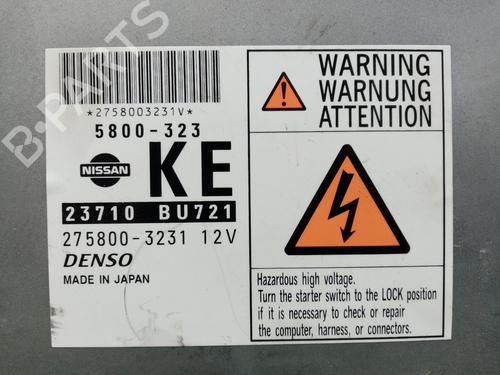 *2758003231V*
5800-323
NISSAN
KE
23710 BU721
275800-3231 12V
DENSO
MADE IN JAPAN
WARNING
WARNUNG
ATTENTION
Hazardous high voltage.
Turn the starter switch to the LOCK position
if it is necessary to check or repair
the computer, harness, or connectors.
B-PARTS